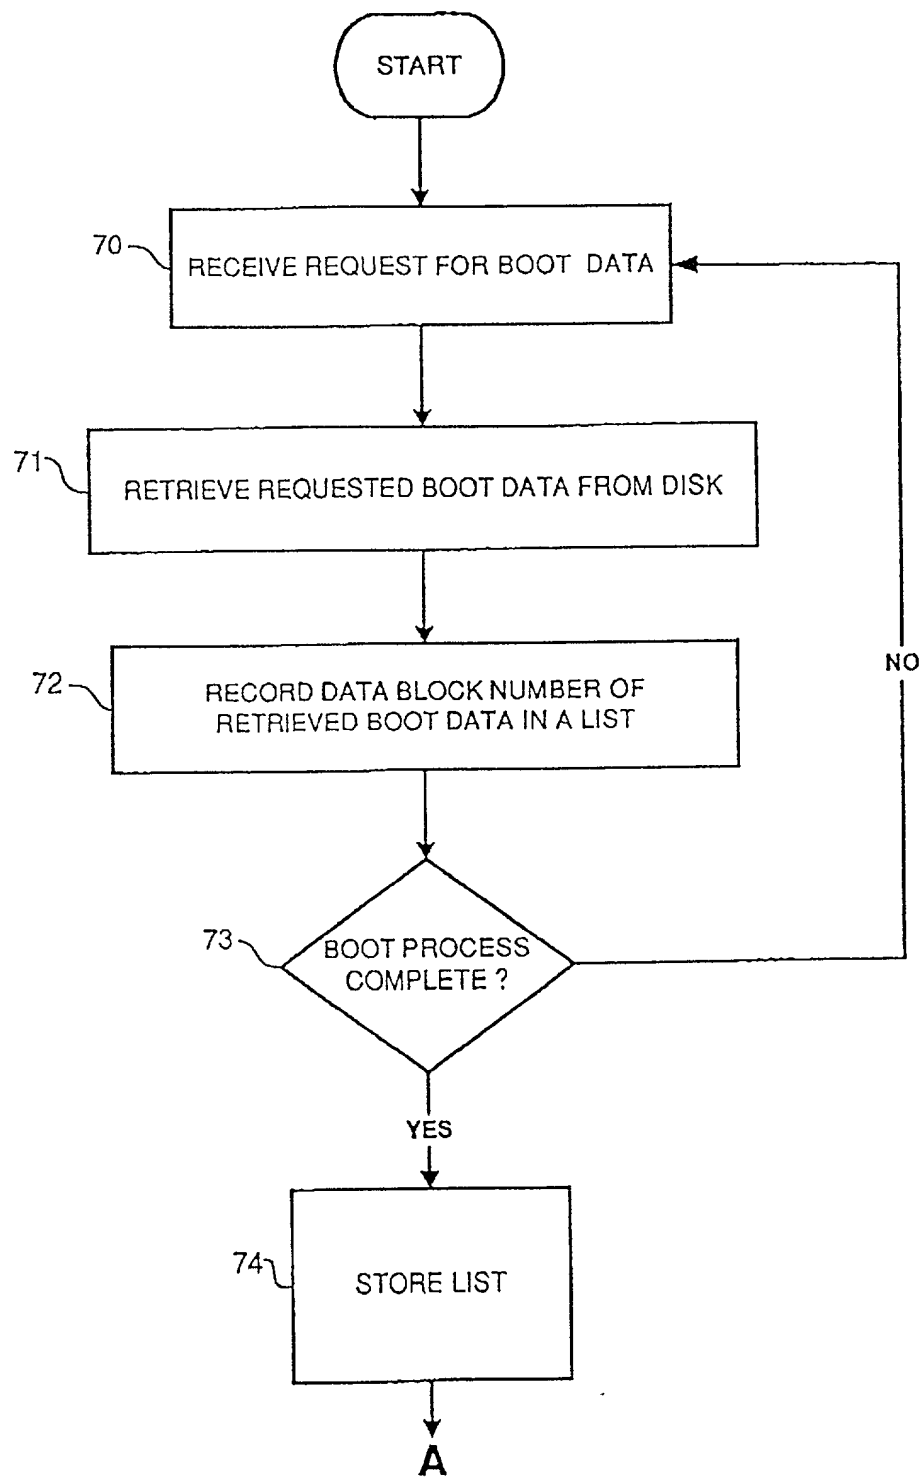 START
70
RECEIVE REQUEST FOR BOOT DATA
71
RETRIEVE REQUESTED BOOT DATA FROM DISK
72
RECORD DATA BLOCK NUMBER OF
RETRIEVED BOOT DATA IN A LIST
NO
73
BOOT PROCESS
COMPLETE ?
YES
74
STORE LIST
A